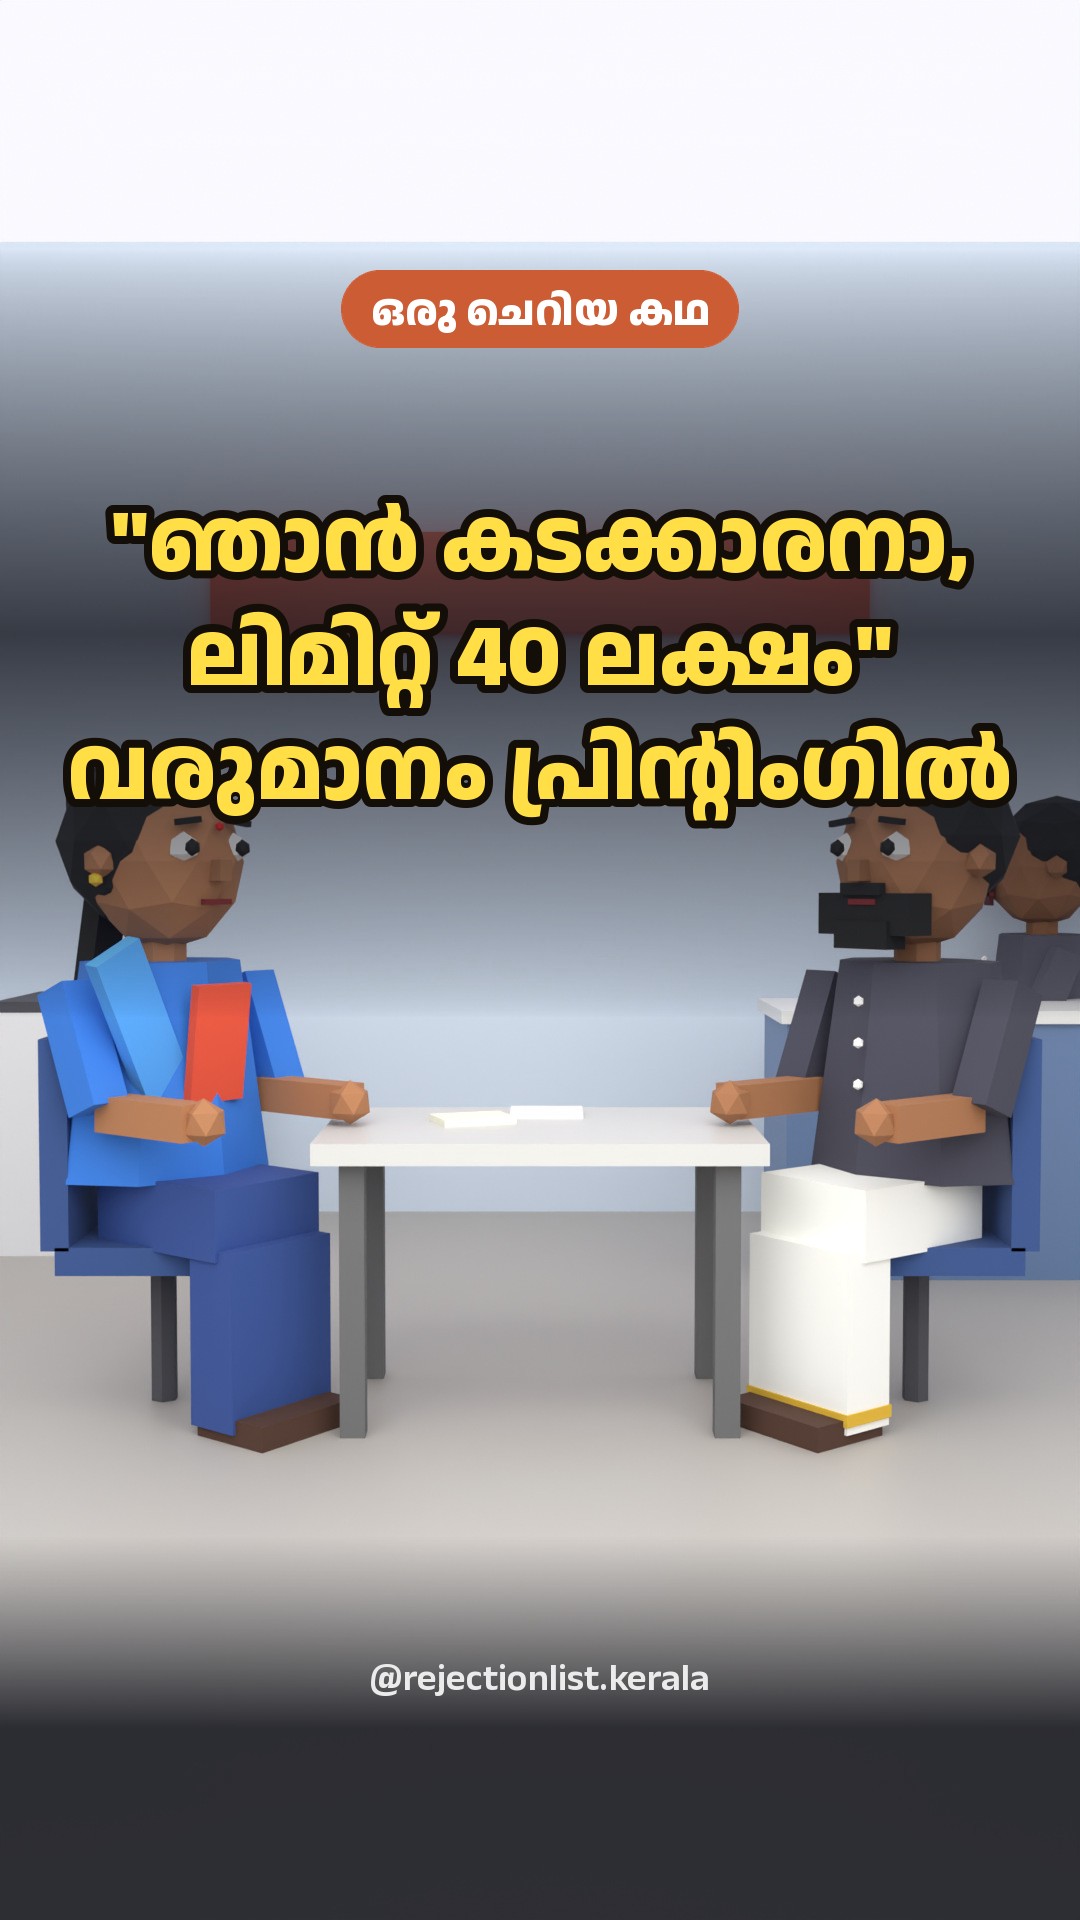 ഒരു ചെറിയ കഥ
"ഞാൻ കടക്കാരനാ,
ലിമിറ്റ് 40 ലക്ഷം"
വരുമാനം പ്രിന്റിംഗിൽ
@rejectionlist.kerala